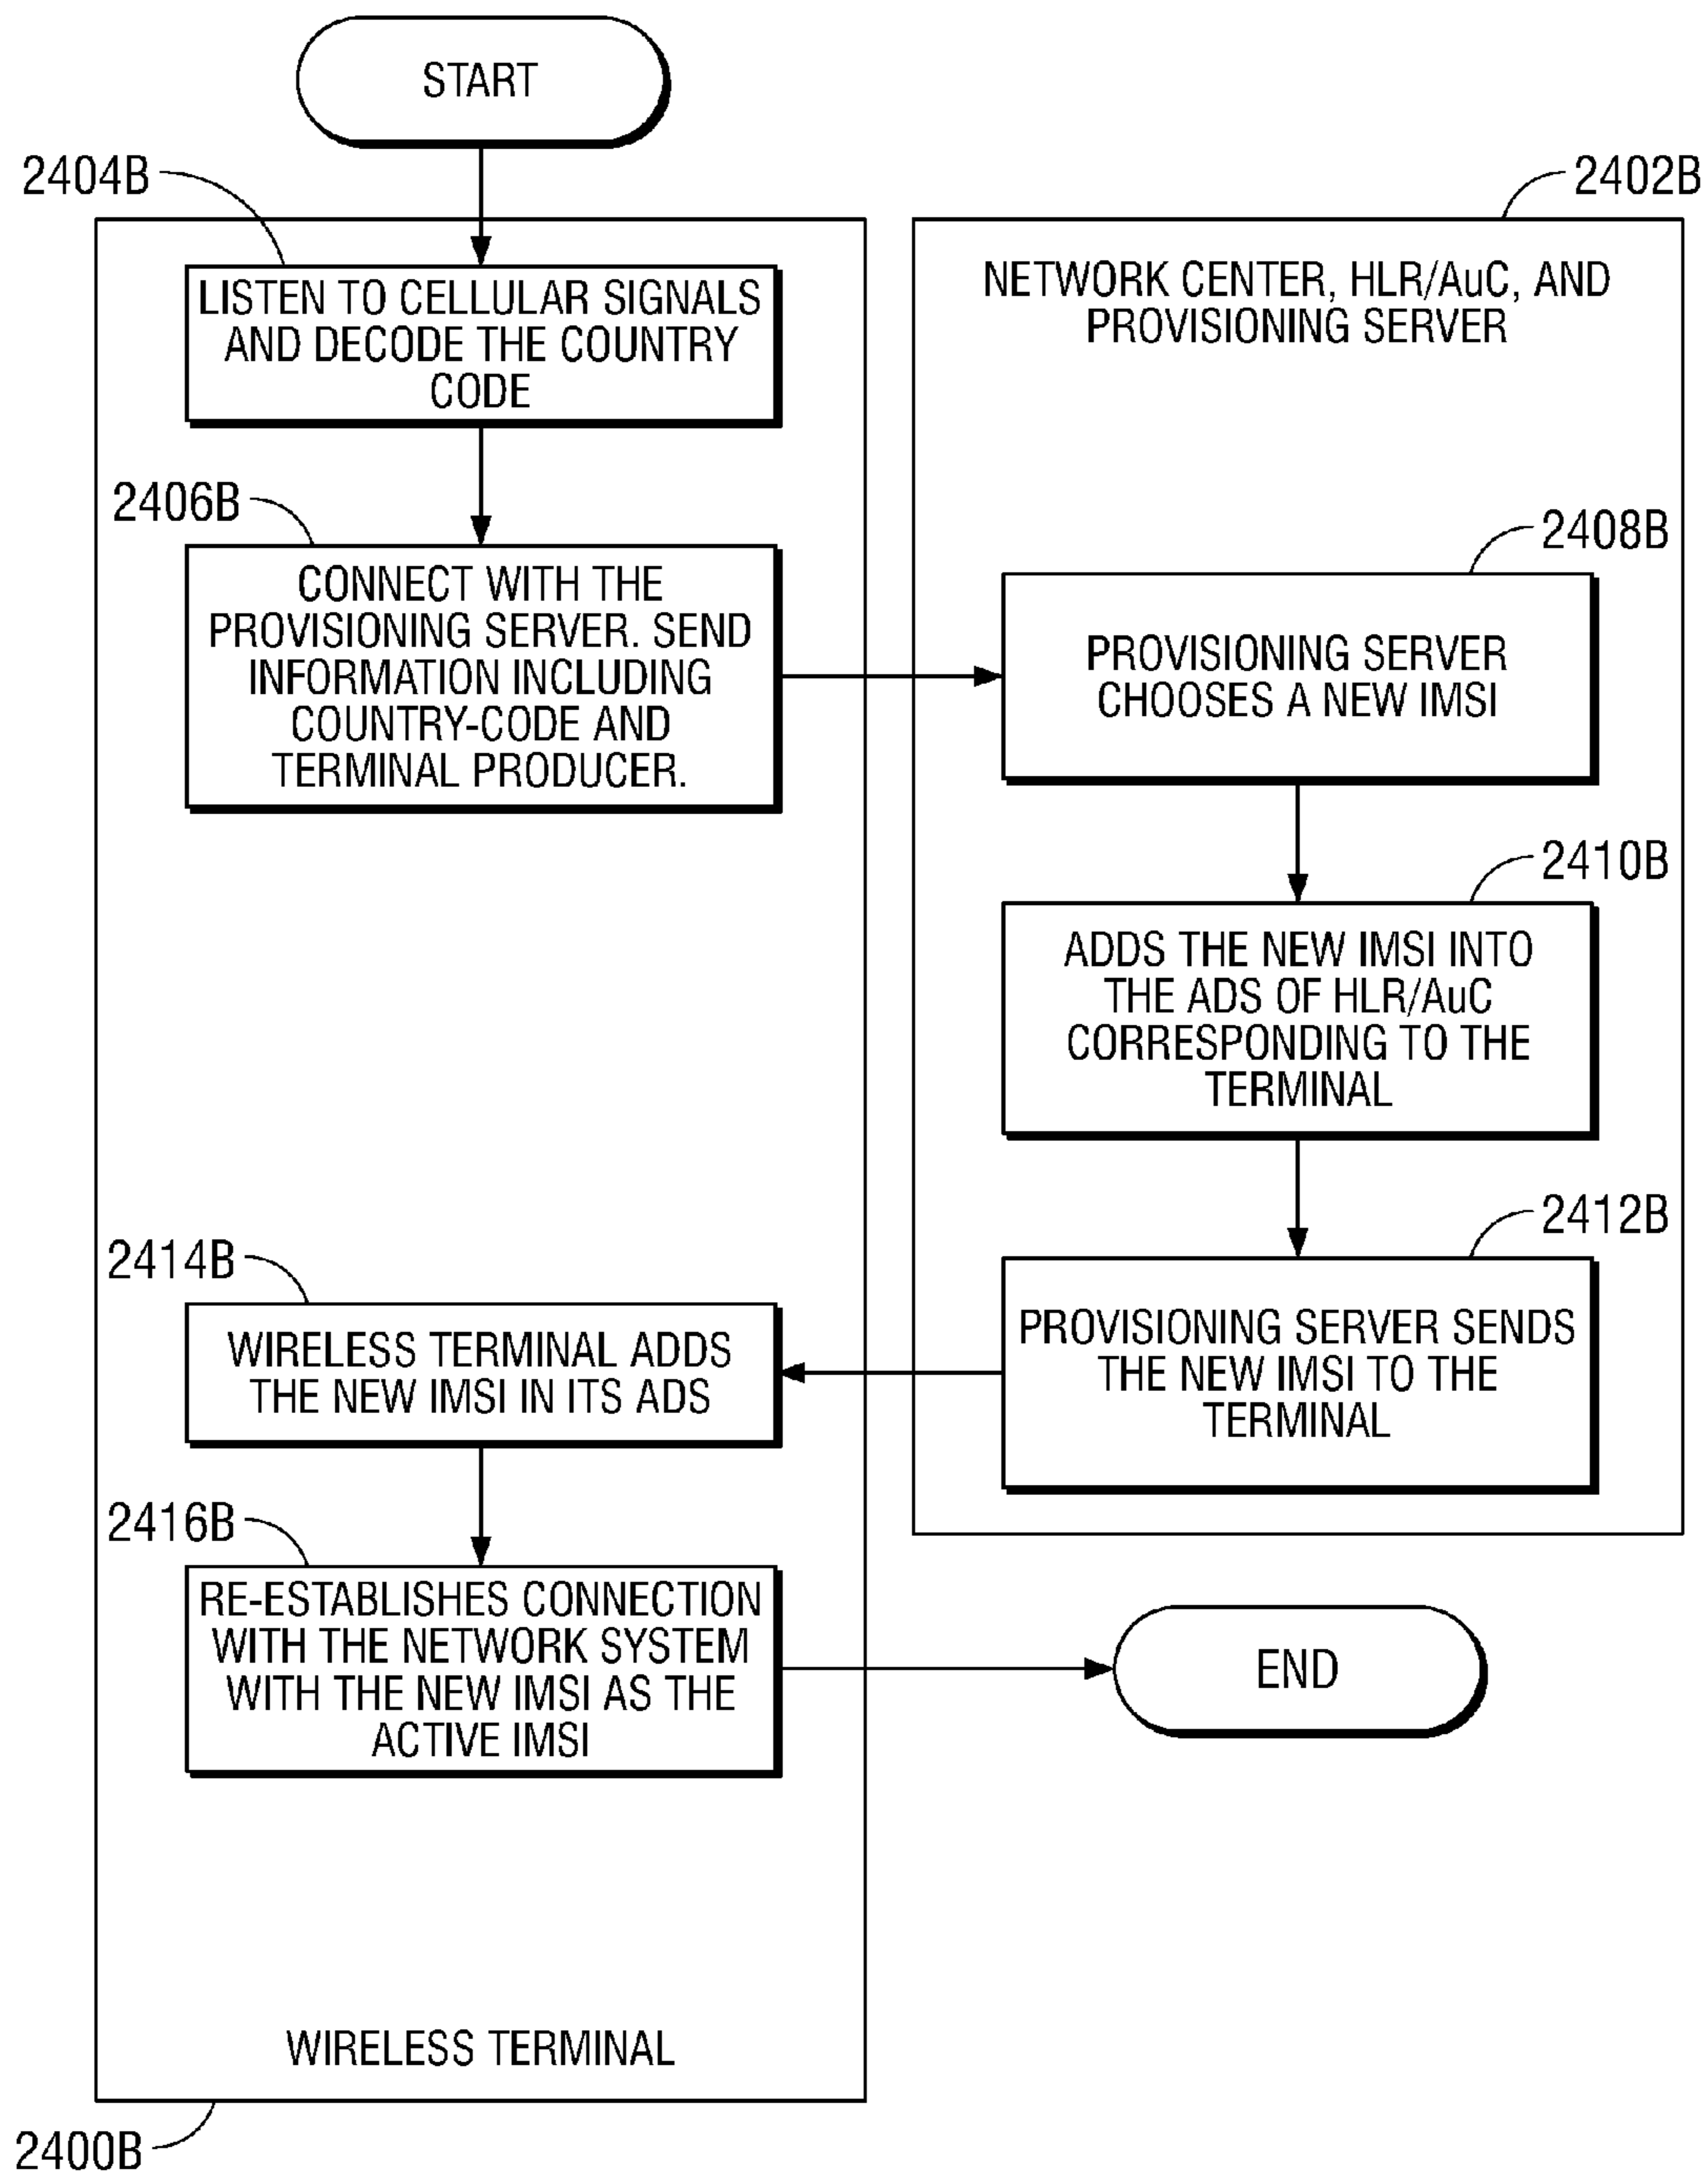 START
2404B
2402B
LISTEN TO CELLULAR SIGNALS
AND DECODE THE COUNTRY
CODE
NETWORK CENTER, HLR/AuC, AND
PROVISIONING SERVER
2406B
CONNECT WITH THE
PROVISIONING SERVER. SEND
INFORMATION INCLUDING
COUNTRY-CODE AND
TERMINAL PRODUCER.
2408B
PROVISIONING SERVER
CHOOSES A NEW IMSI
2410B
ADDS THE NEW IMSI INTO
THE ADS OF HLR/AuC
CORRESPONDING TO THE
TERMINAL
2412B
PROVISIONING SERVER SENDS
THE NEW IMSI TO THE
TERMINAL
2414B
WIRELESS TERMINAL ADDS
THE NEW IMSI IN ITS ADS
2416B
RE-ESTABLISHES CONNECTION
WITH THE NETWORK SYSTEM
WITH THE NEW IMSI AS THE
ACTIVE IMSI
END
WIRELESS TERMINAL
2400B